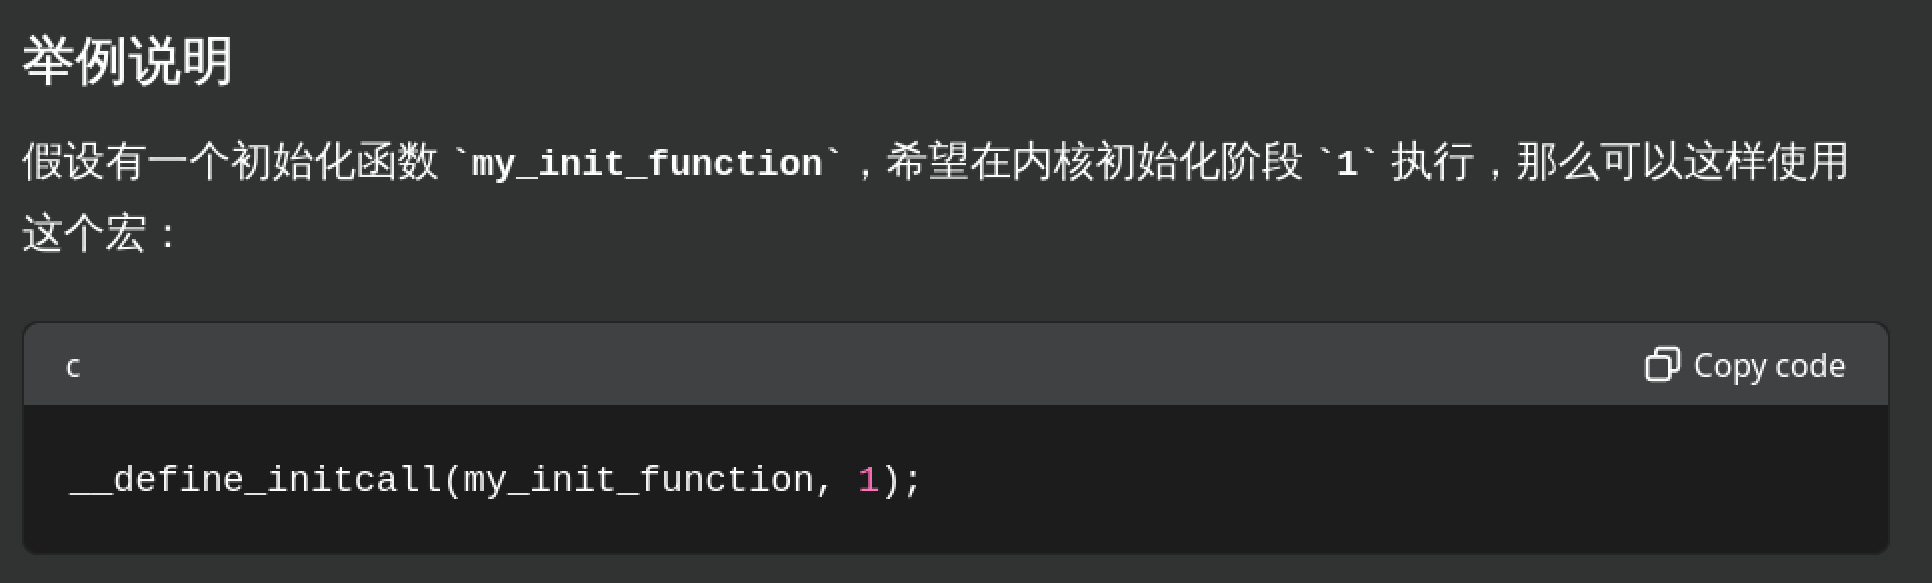 举例说明
假设有一个初始化函数 `my_init_function`，希望在内核初始化阶段 `1` 执行，那么可以这样使用
这个宏：
c
Copy code
__define_initcall(my_init_function, 1);